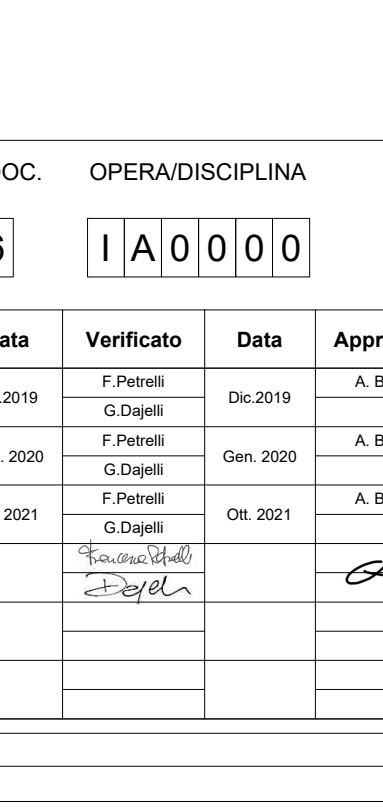 OC. OPERA/DISCIPLINA
I A 0 0 0 0
ata Verificato Data Appr
.2019 F.Petrelli Dic.2019 A. B
G.Dajelli
. 2020 F.Petrelli Gen. 2020 A. B
G.Dajelli
2021 F.Petrelli Ott. 2021 A. B
G.Dajelli